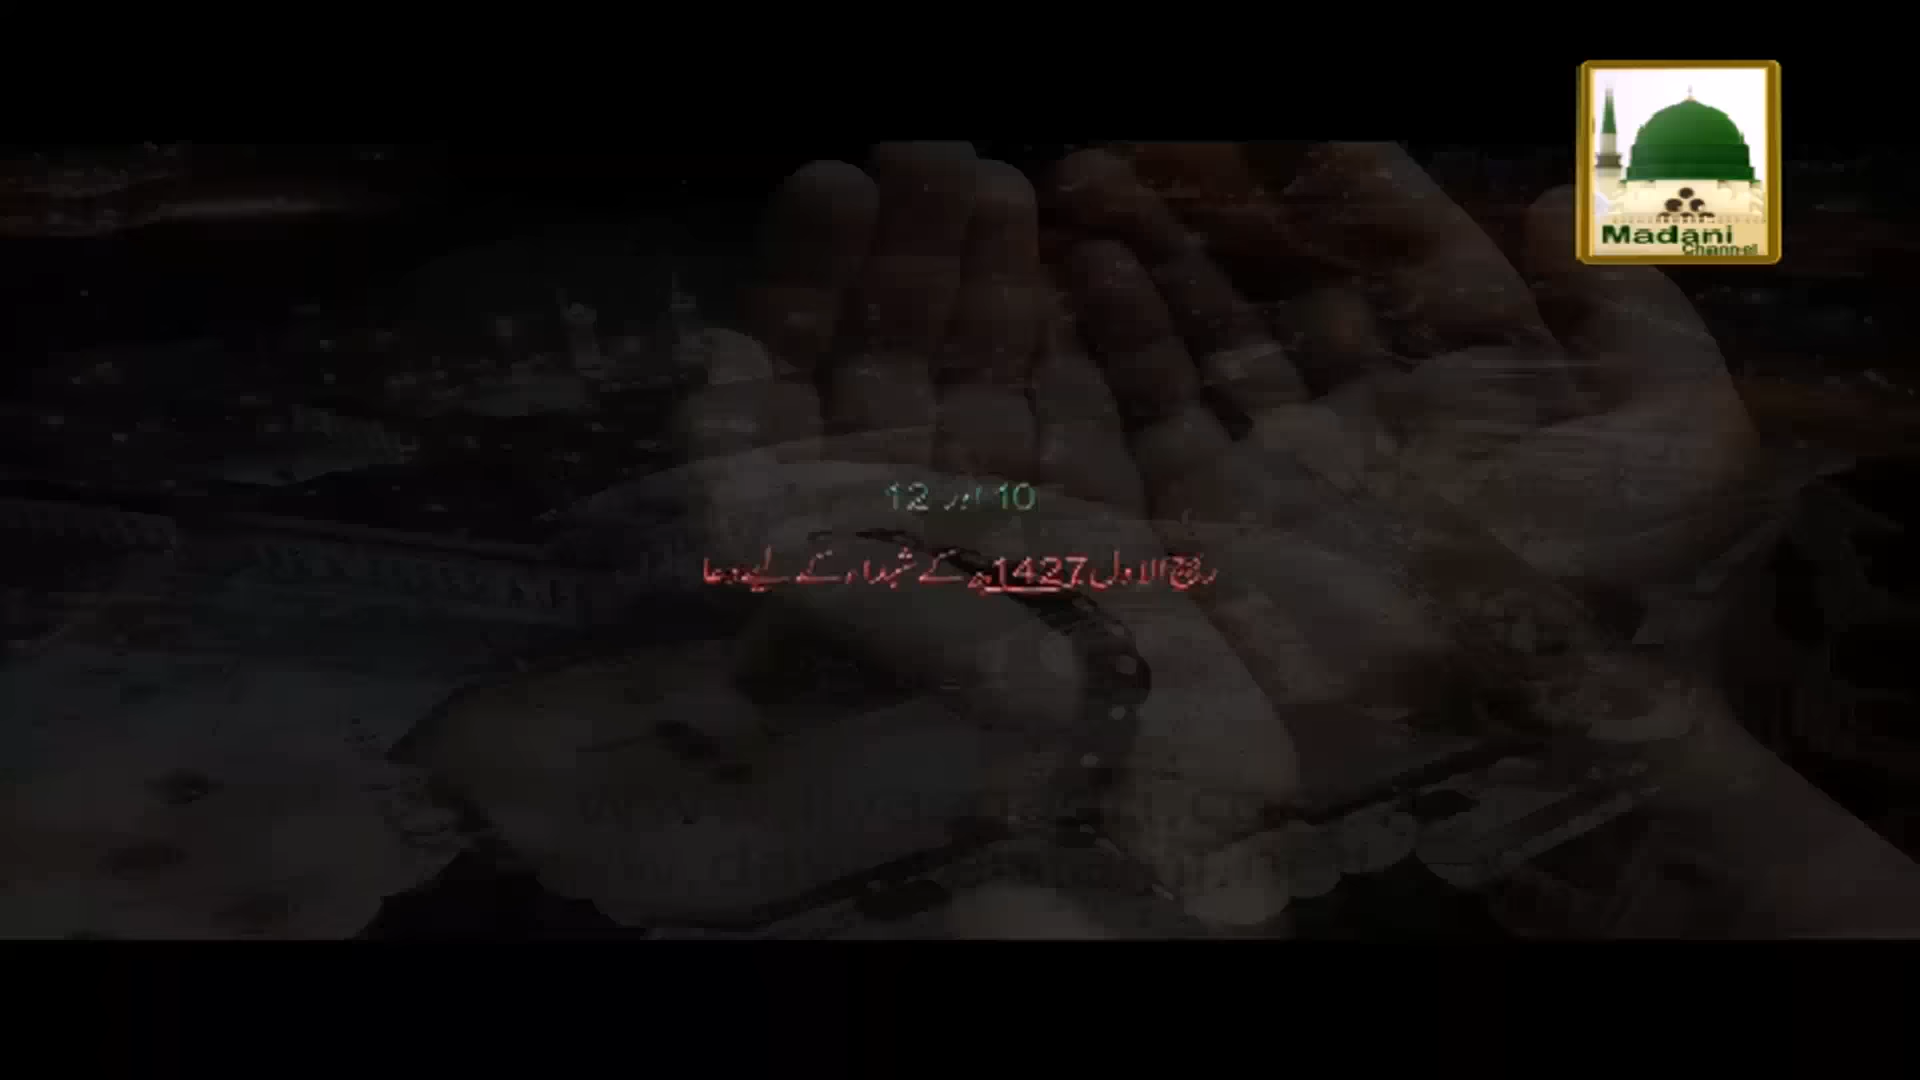 Madani
Channel
10 اور 12
ربیع الاول 1427ھ کے شہداء کے لیے دعا